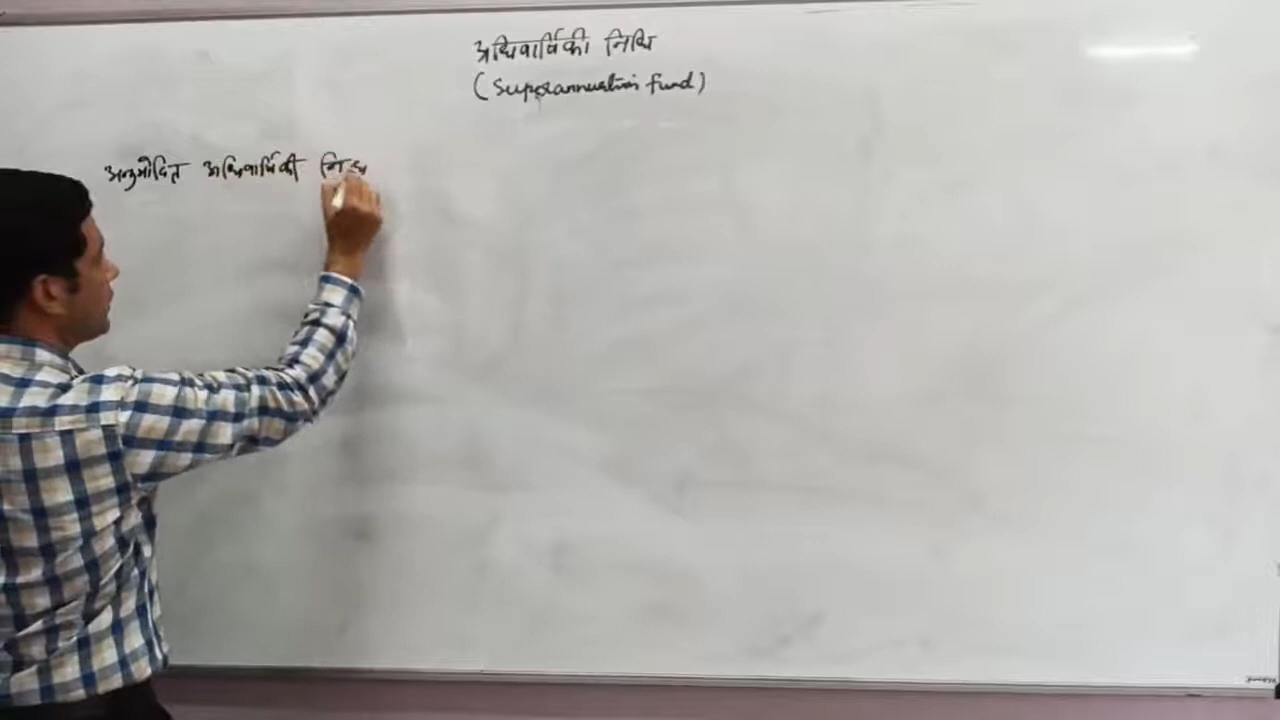 अधिवार्षिकी निधि
(Superannuation fund)
अनुमोदित अधिवार्षिकी निध